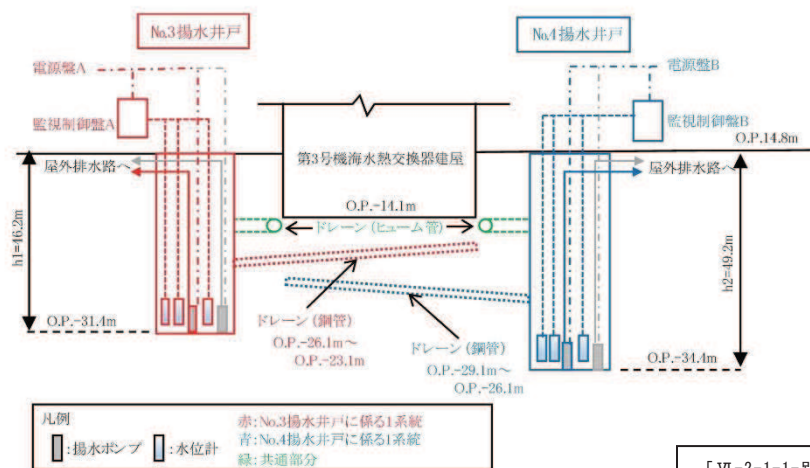 No.3揚水井戸
No.4揚水井戸
電源盤A
電源盤B
監視制御盤A
監視制御盤B
O.P.14.8m
第3号機海水熱交換器建屋
屋外排水路へ
屋外排水路へ
O.P.-14.1m
ドレーン(ヒューム管)
h1=46.2m
h2=49.2m
O.P.-31.4m
O.P.-34.4m
ドレーン(鋼管)
O.P.-26.1m~
O.P.-23.1m
ドレーン(鋼管)
O.P.-29.1m~
O.P.-26.1m
凡例
:揚水ポンプ
:水位計
赤:No.3揚水井戸に係る1系統
青:No.4揚水井戸に係る1系統
緑:共通部分